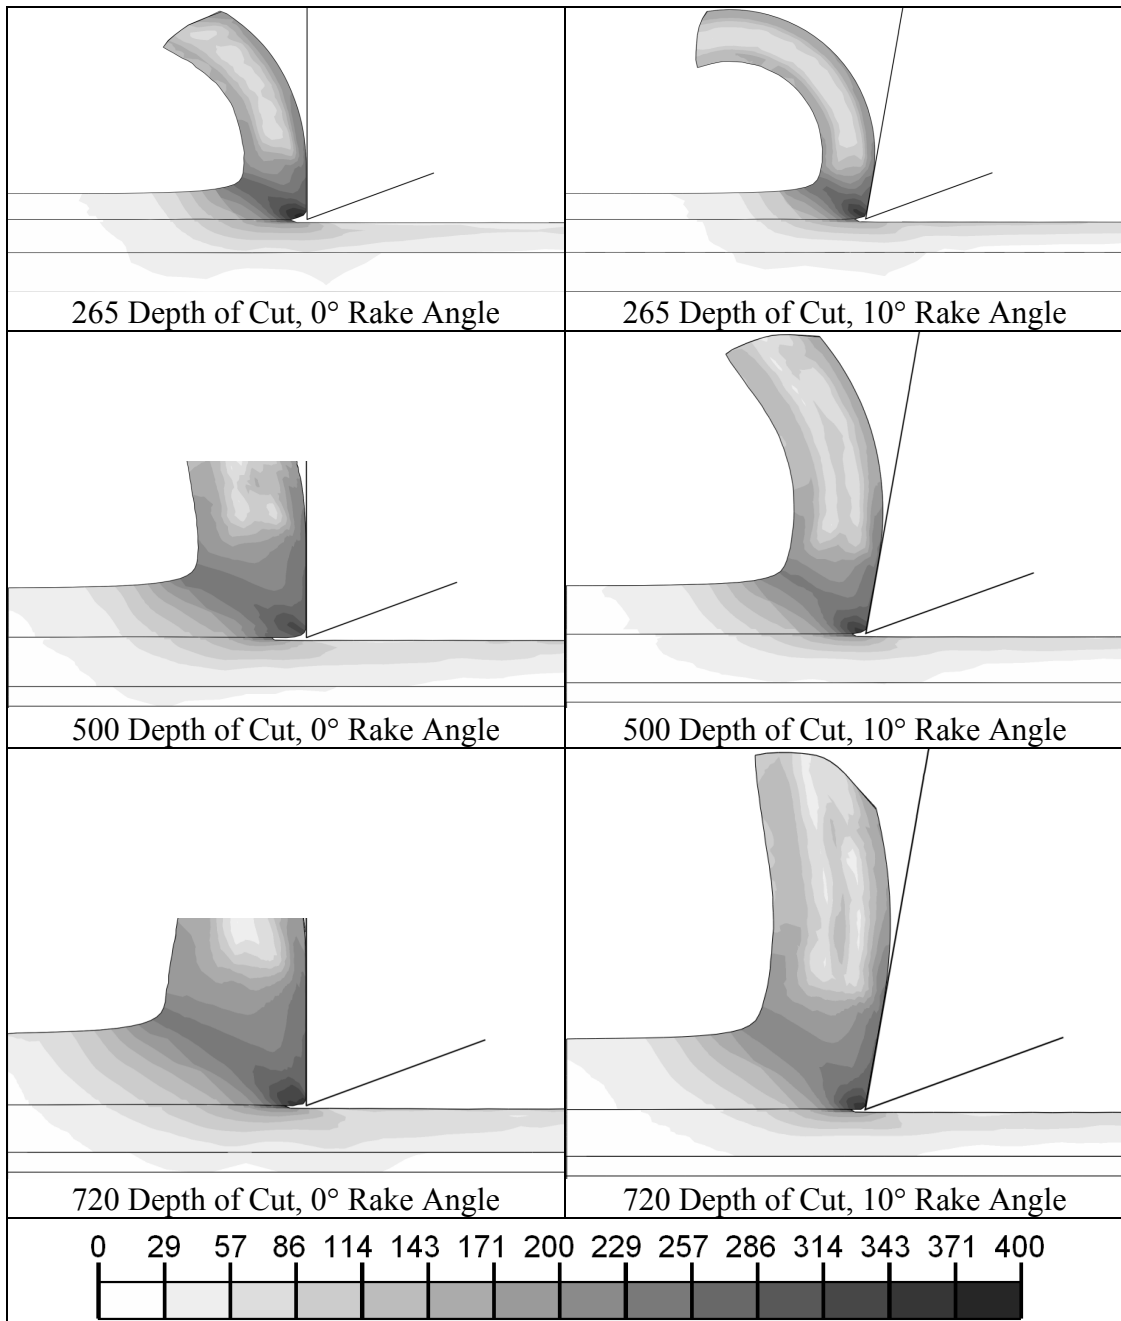 265 Depth of Cut, 0° Rake Angle
265 Depth of Cut, 10° Rake Angle
500 Depth of Cut, 0° Rake Angle
500 Depth of Cut, 10° Rake Angle
720 Depth of Cut, 0° Rake Angle
720 Depth of Cut, 10° Rake Angle
0 29 57 86 114 143 171 200 229 257 286 314 343 371 400